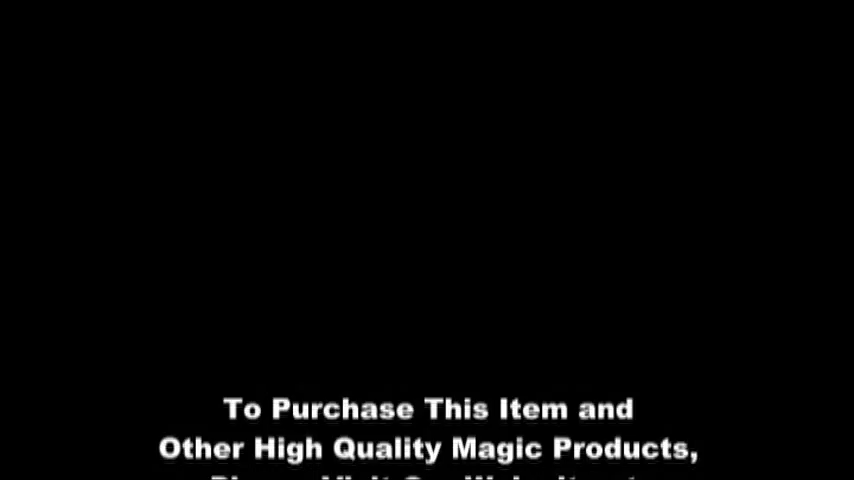 To Purchase This Item and
Other High Quality Magic Products,